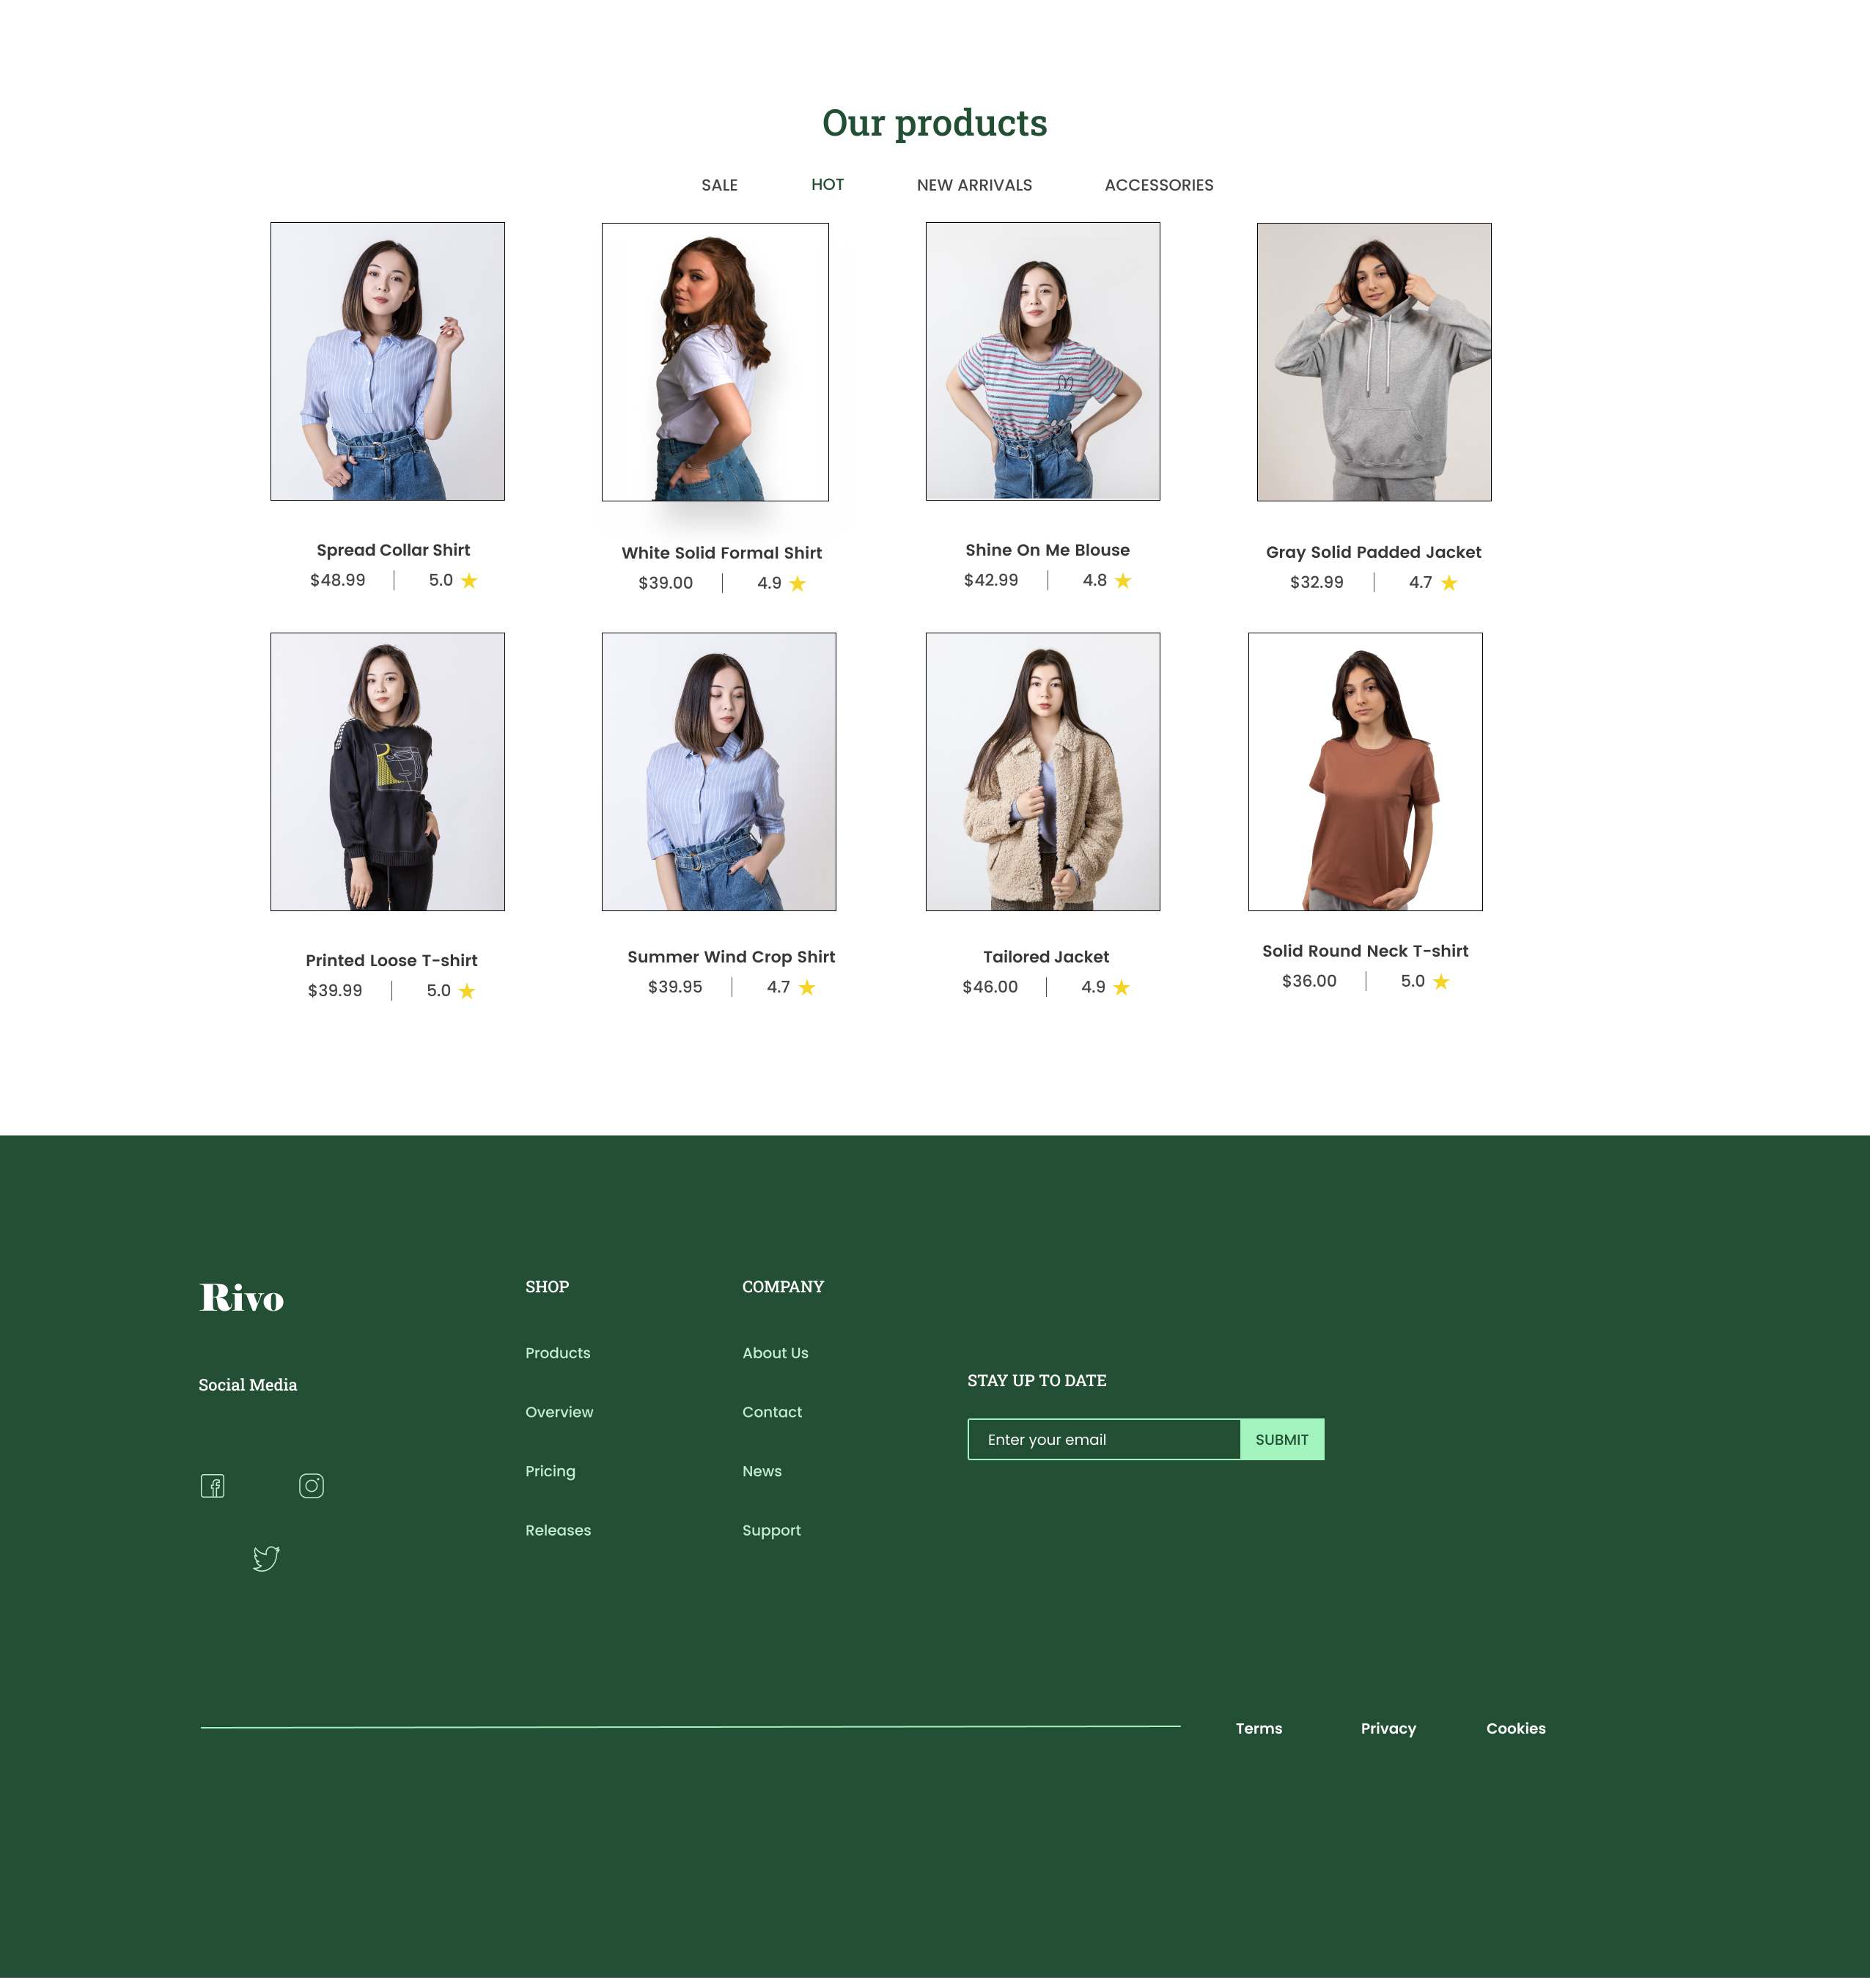 Our products
SALE HOT NEW ARRIVALS ACCESSORIES
Spread Collar Shirt
$48.99 5.0
White Solid Formal Shirt
$39.00 4.9
Shine On Me Blouse
$42.99 4.8
Gray Solid Padded Jacket
$32.99 4.7
Printed Loose T-shirt
$39.99 5.0
Summer Wind Crop Shirt
$39.95 4.7
Tailored Jacket
$46.00 4.9
Solid Round Neck T-shirt
$36.00 5.0
Rivo
Social Media
SHOP
Products
Overview
Pricing
Releases
COMPANY
About Us
Contact
News
Support
STAY UP TO DATE
Enter your email SUBMIT
Terms Privacy Cookies